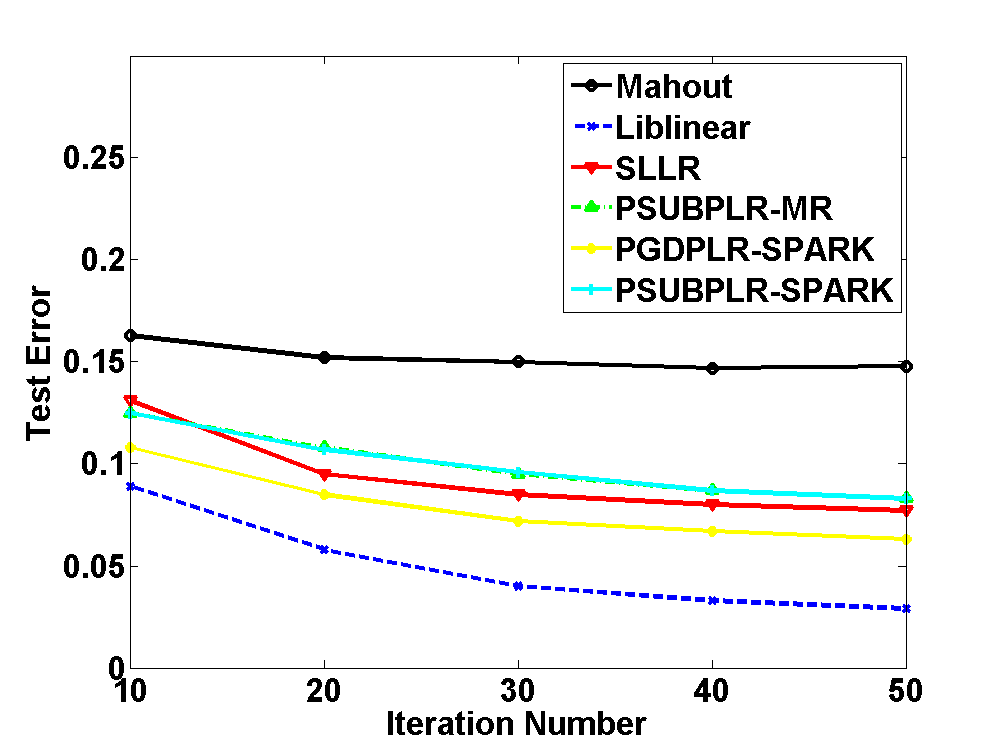 Mahout
Liblinear
SLLR
PSUBPLR-MR
PGDPLR-SPARK
PSUBPLR-SPARK
0.25
0.2
0.15
0.1
0.05
0
Test Error
10 20 30 40 50
Iteration Number